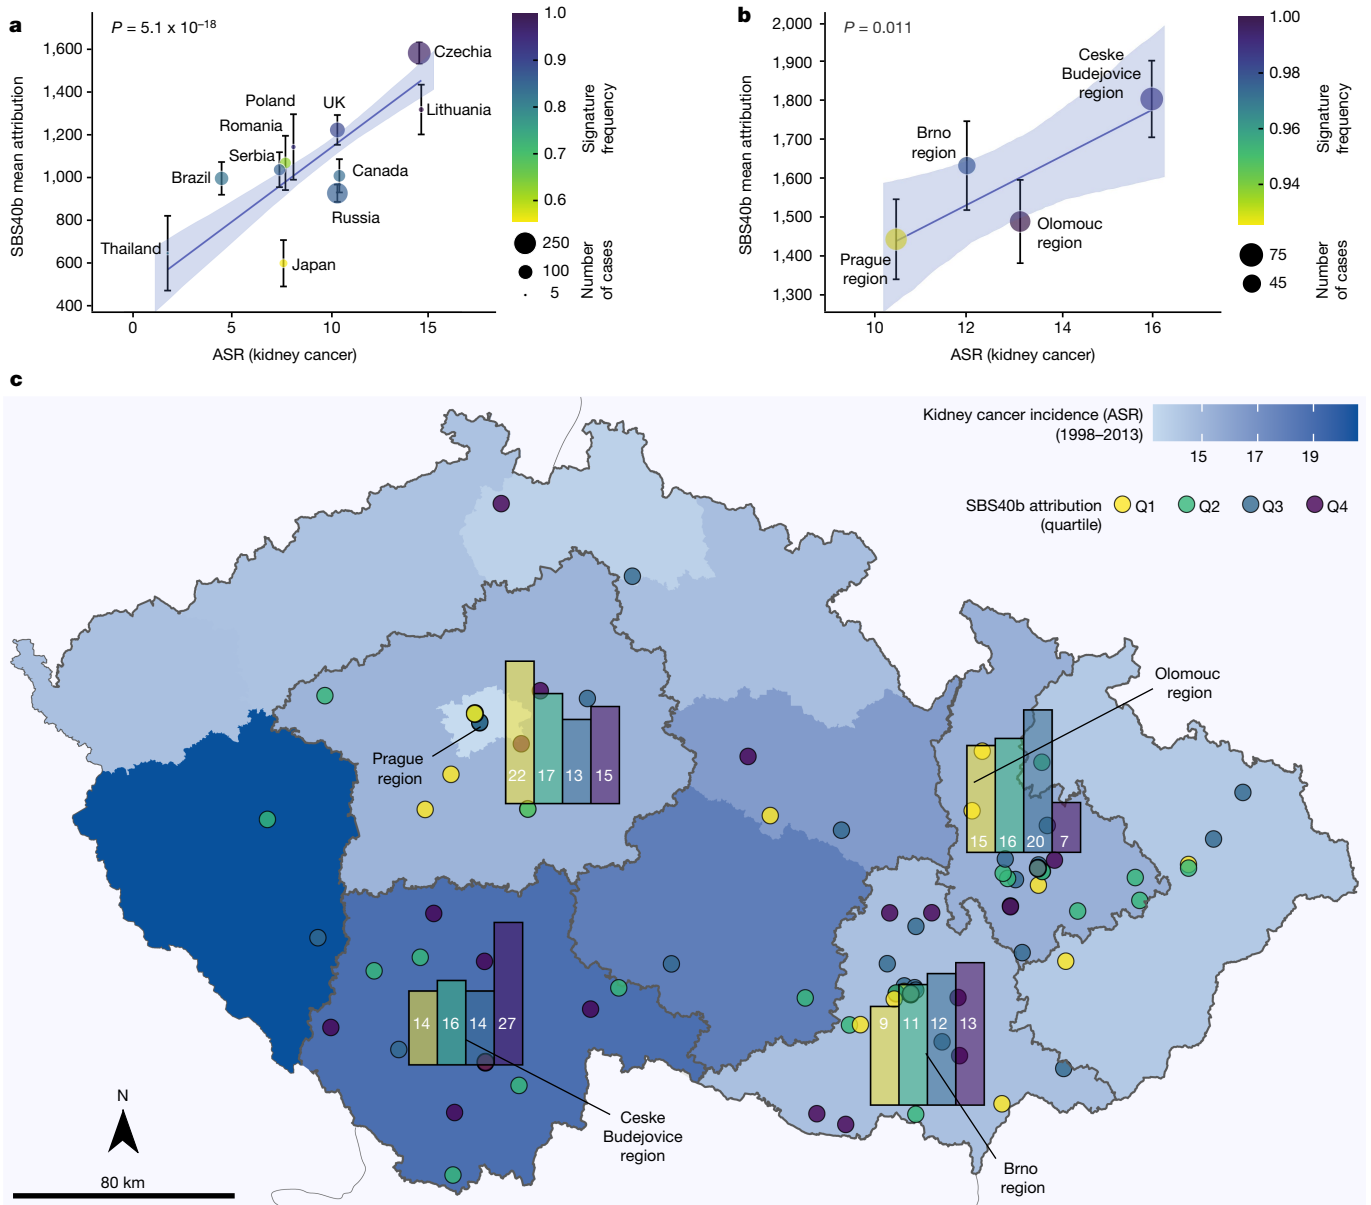 a
P = 5.1 x 10–18
SBS40b mean attribution
1,600
1,400
1,200
1,000
800
600
400
0
5
10
15
ASR (kidney cancer)
Czechia
Lithuania
Poland
UK
Romania
Serbia
Canada
Brazil
Russia
Thailand
Japan
1.0
0.9
0.8
0.7
0.6
Signature
frequency
250
100
5
Number
of cases
b
P = 0.011
SBS40b mean attribution
2,000
1,900
1,800
1,700
1,600
1,500
1,400
1,300
10
12
14
16
ASR (kidney cancer)
Ceske
Budejovice
region
Brno
region
Olomouc
region
Prague
region
1.00
0.98
0.96
0.94
Signature
frequency
75
45
Number
of cases
c
Kidney cancer incidence (ASR)
(1998–2013)
15
17
19
SBS40b attribution
(quartile)
Q1
Q2
Q3
Q4
Olomouc
region
Prague
region
22
17
13
15
15
16
20
7
14
16
14
27
9
11
12
13
Ceske
Budejovice
region
Brno
region
N
80 km